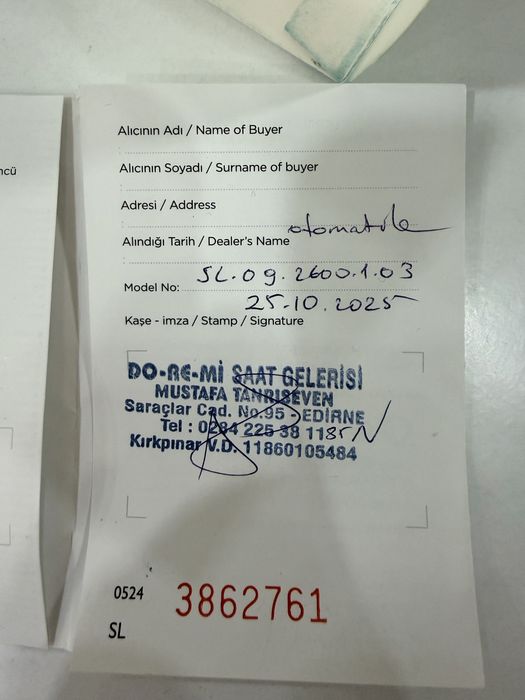 ncü
Alıcının Adı / Name of Buyer
Alıcının Soyadı / Surname of buyer
Adresi / Address
otomatik
Alındığı Tarih / Dealer's Name
Model No: SL.09.2600.1.03
25.10.2025
Kaşe - imza / Stamp / Signature
DO-RE-Mİ SAAT GELERİSİ
MUSTAFA TANRISEVEN
Saraçlar Cad. No.95 - EDİRNE
Tel : 0284 225 38 11
Kırkpınar V.D. 11860105484
0524 3862761
SL